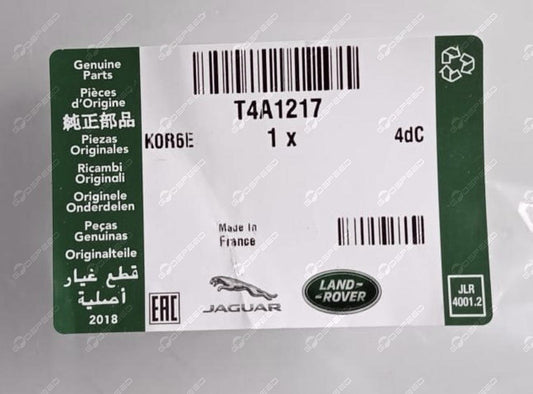 Genuine
Parts
Pièces
d'Origine
純正部品
Piezas
Originales
Ricambi
Originali
Originele
Onderdelen
Peças
Genuinas
Originalteile
قطع غيار
أصلية
2018
T4A1217
K0R6E
1 x
4dC
Made In
France
EAC
JAGUAR
LAND
ROVER
JLR
4001.2